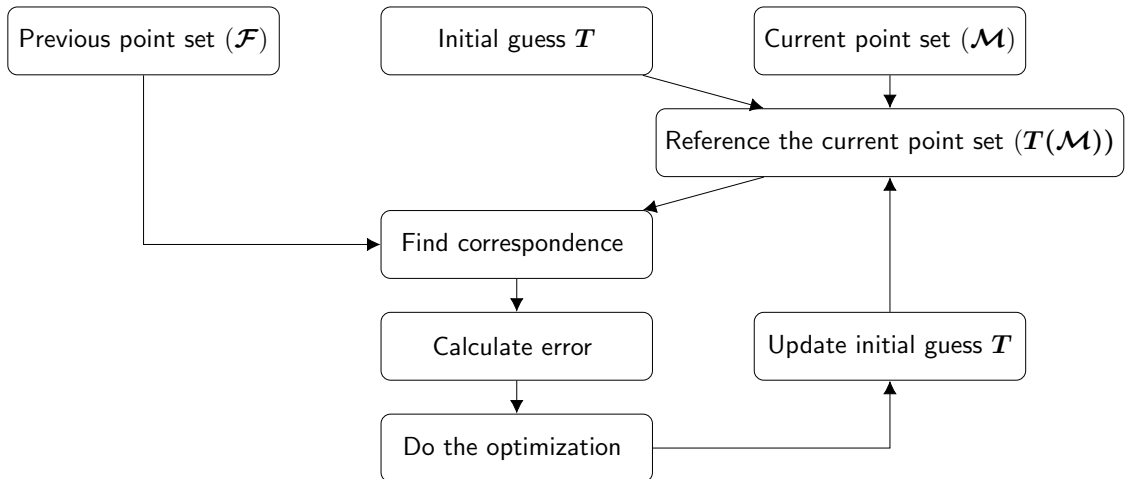 Previous point set (𝓕)
Initial guess 𝑻
Current point set (𝓜)
Reference the current point set (𝑻(𝓜))
Find correspondence
Calculate error
Update initial guess 𝑻
Do the optimization